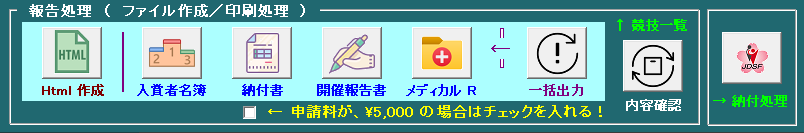 報告処理 ( ファイル作成／印刷処理 )
HTML
Html 作成
2 1 3
入賞者名簿
納付書
開催報告書
メディカル R
←
一括出力
↑ 競技一覧
内容確認
JDSF
→ 納付処理
← 申請料が、¥5,000 の場合はチェックを入れる！